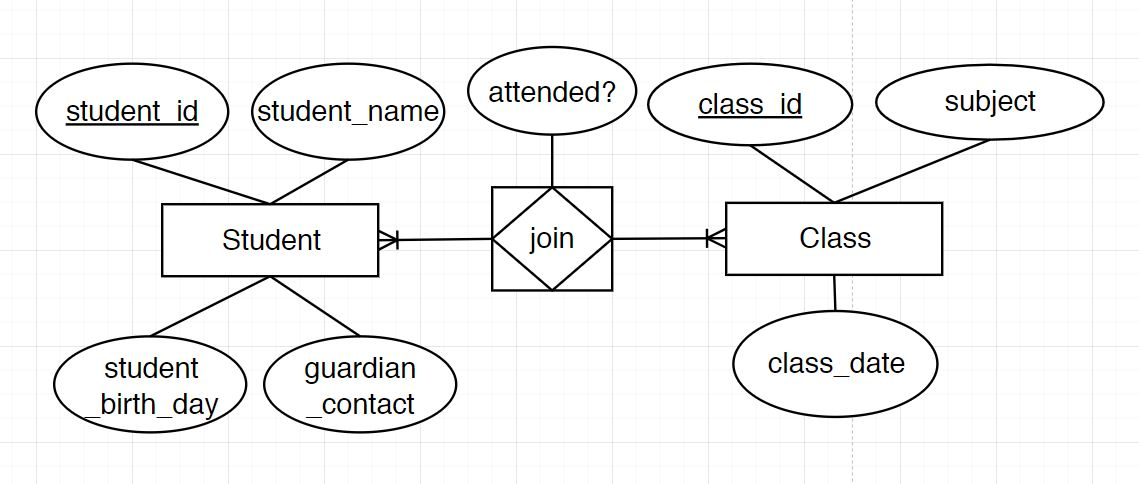 student_id
student_name
attended?
class_id
subject
Student
join
Class
student
_birth_day
guardian
_contact
class_date